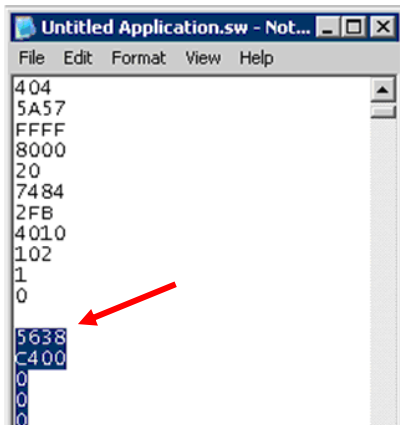 Untitled Application.sw - Not...
File Edit Format View Help
404
5A57
FFFF
8000
20
7484
2FB
4010
102
1
0
5638
C400
0
0
0